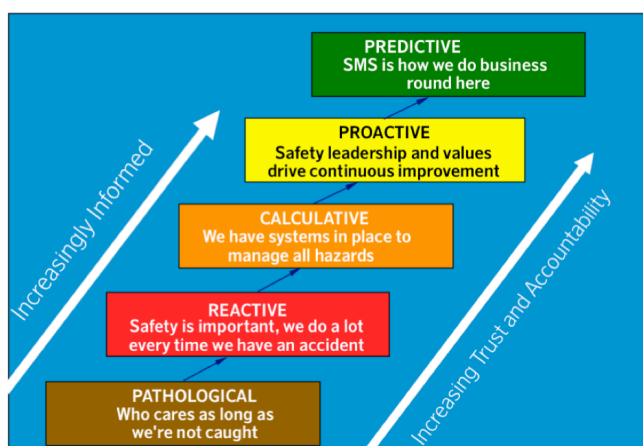 PREDICTIVE
SMS is how we do business
round here
PROACTIVE
Safety leadership and values
drive continuous improvement
CALCULATIVE
We have systems in place to
manage all hazards
REACTIVE
Safety is important, we do a lot
every time we have an accident
PATHOLOGICAL
Who cares as long as
we're not caught
Increasingly Informed
Increasing Trust and Accountability